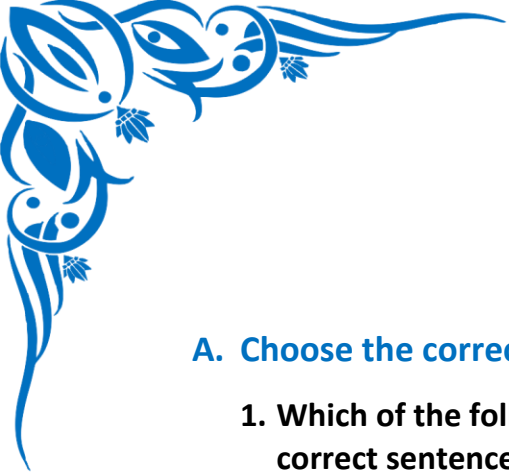 A. Choose the correc
1. Which of the fol
correct sentence